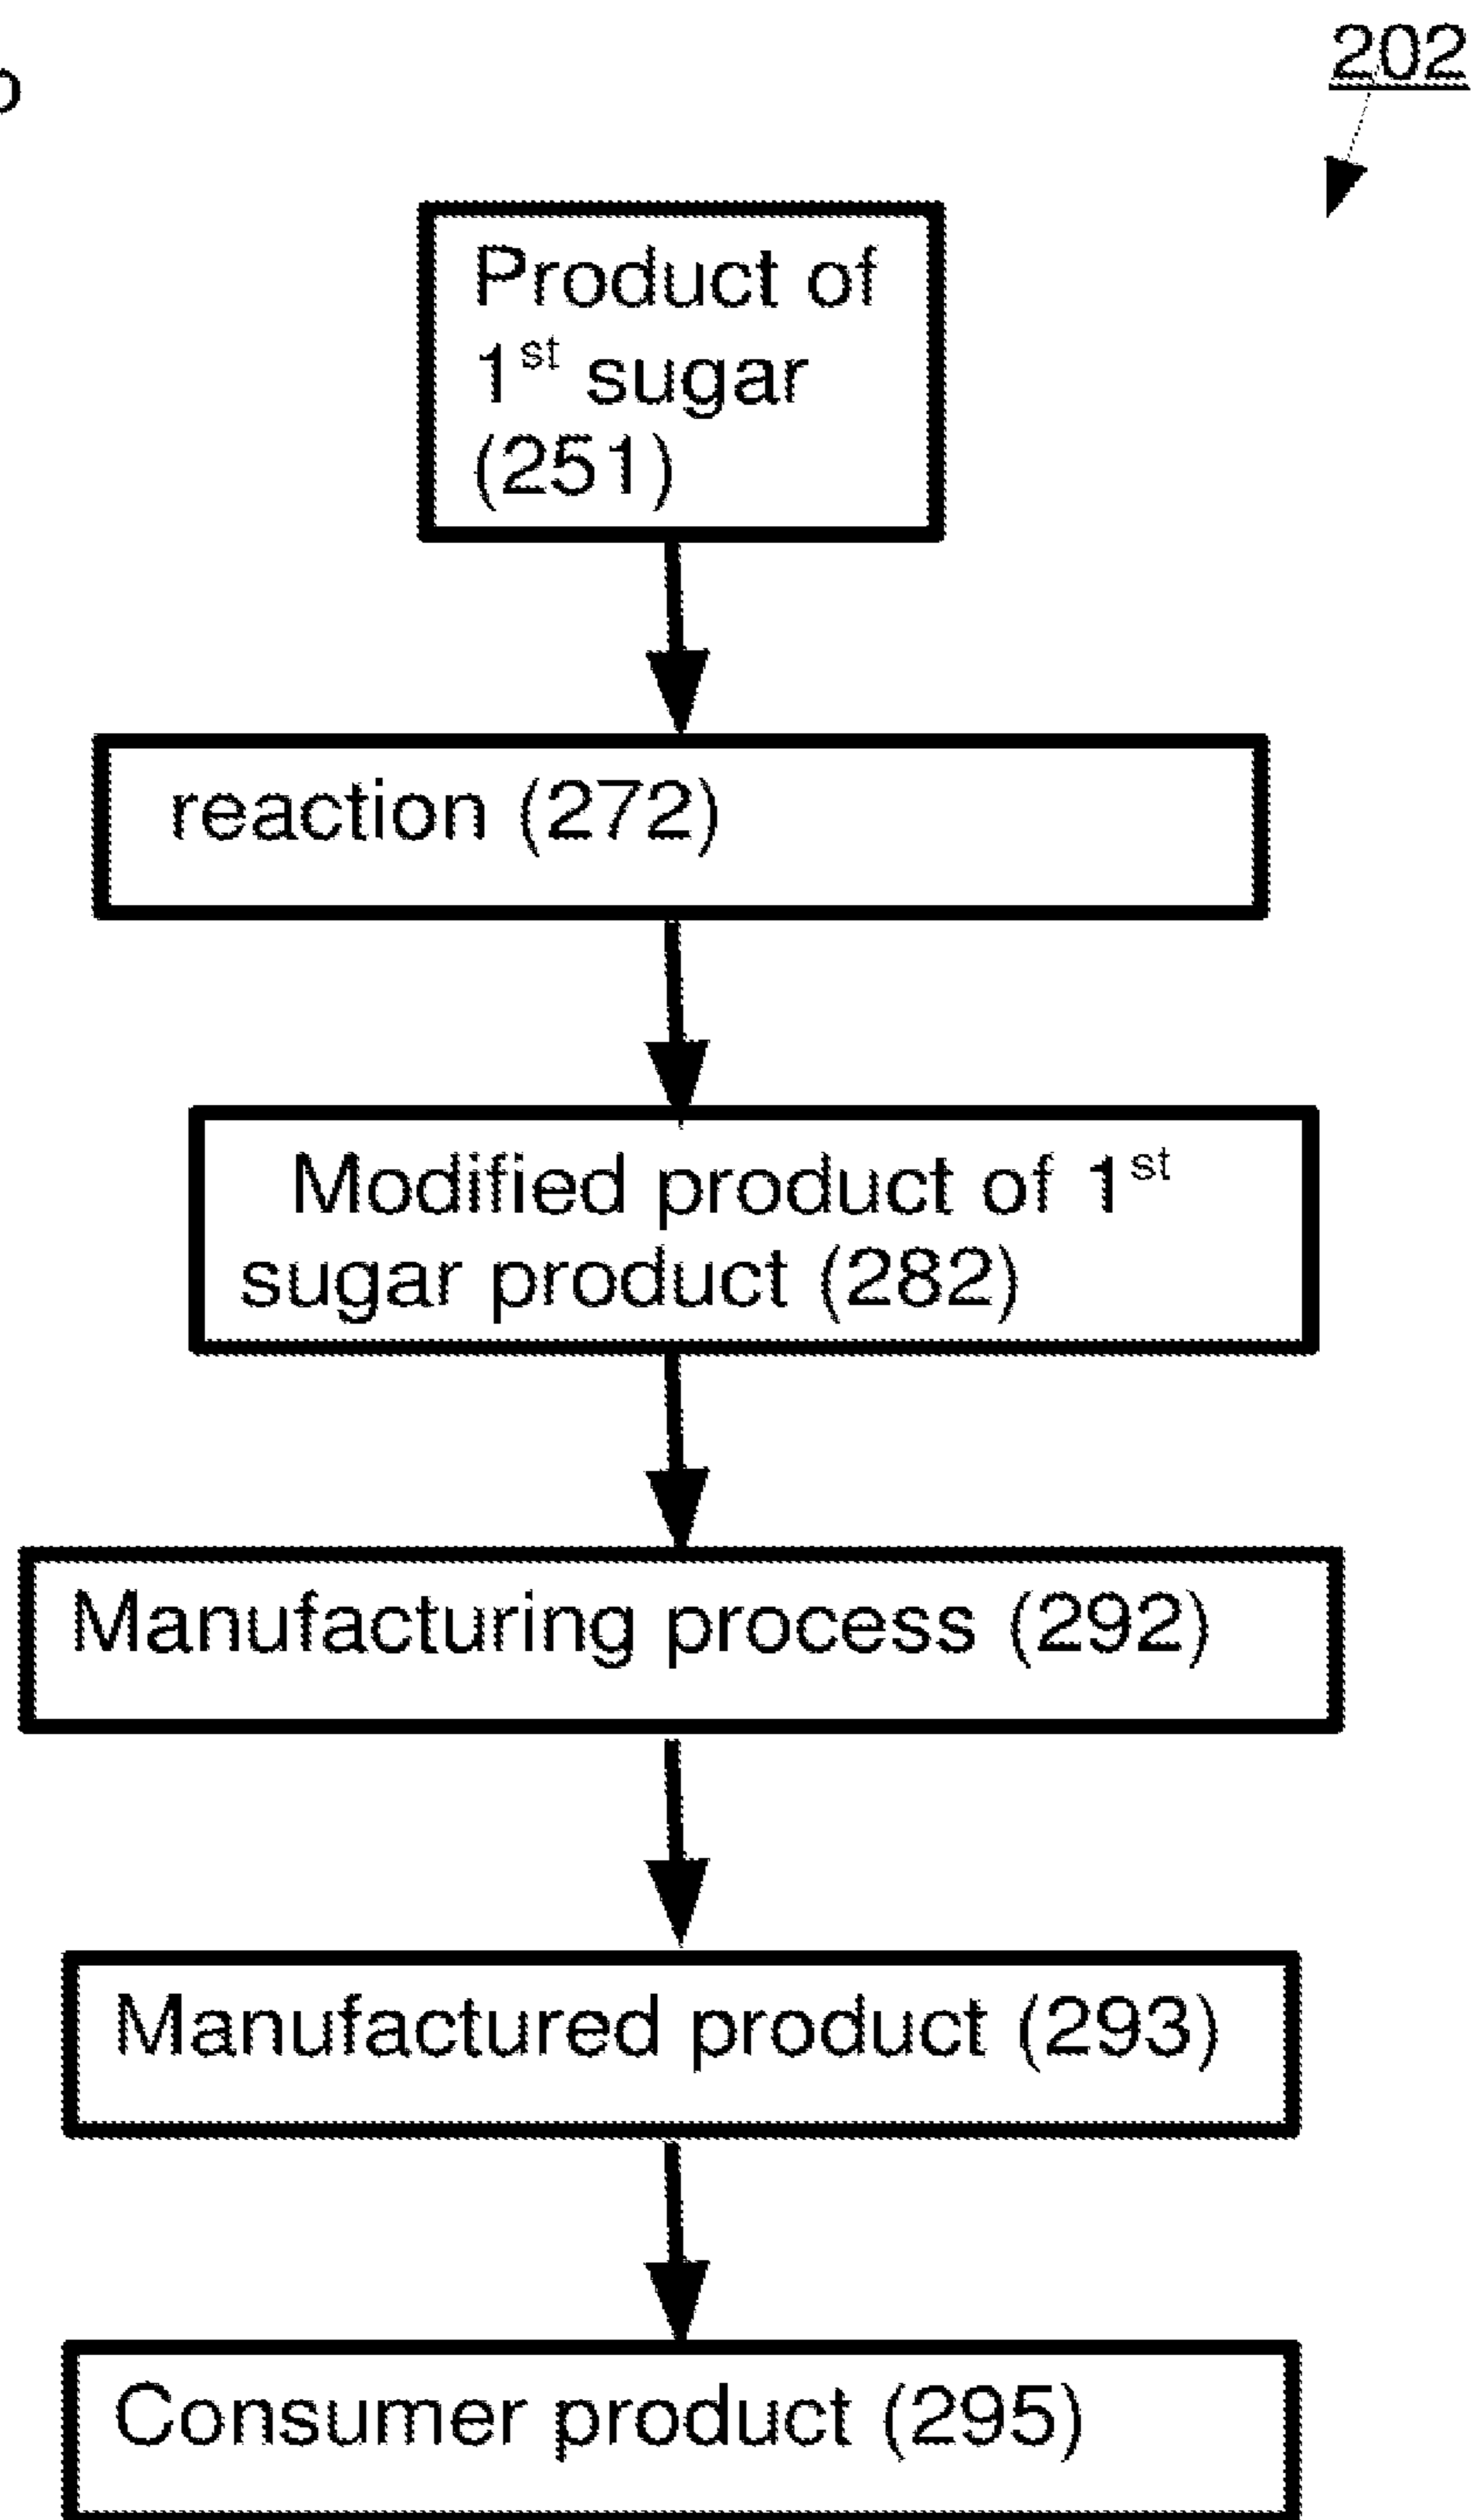 202
Product of
1st sugar
(251)
reaction (272)
Modified product of 1st
sugar product (282)
Manufacturing process (292)
Manufactured product (293)
Consumer product (295)